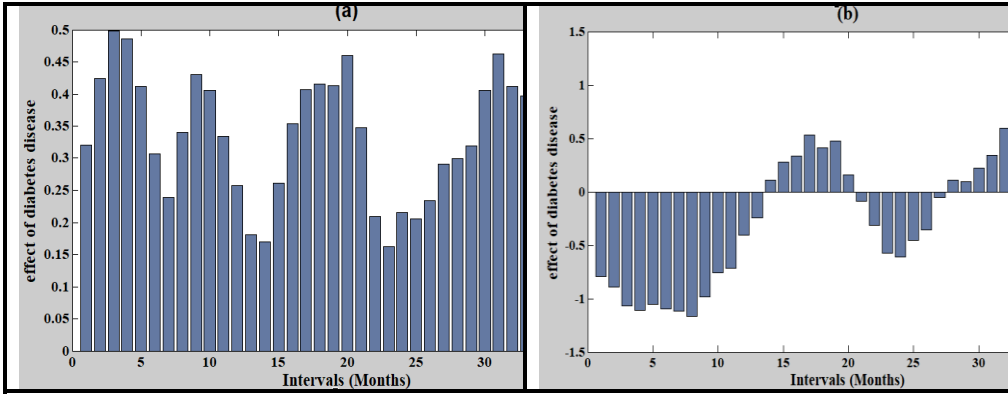 (a)
effect of diabetes disease
0.5
0.45
0.4
0.35
0.3
0.25
0.2
0.15
0.1
0.05
0
0 5 10 15 20 25 30
Intervals (Months)
(b)
effect of diabetes disease
1.5
1
0.5
0
-0.5
-1
-1.5
0 5 10 15 20 25 30
Intervals (Months)